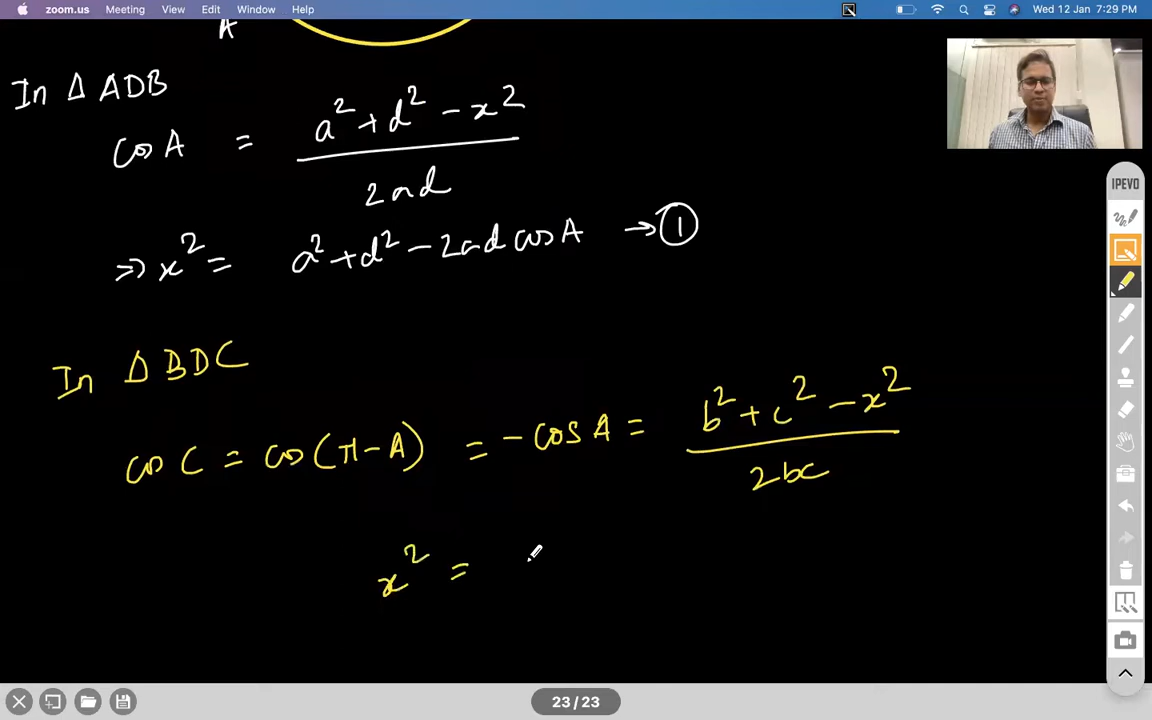 zoom.us Meeting View Edit Window Help Wed 12 Jan 7:29 PM
A
In Δ ADB
cos A = a² + d² - x² / 2ad
IPEVO
⇒ x² = a² + d² - 2ad cos A → ①
In Δ BDC
cos C = cos(π - A) = - cos A = b² + c² - x² / 2bc
x² =
23/23